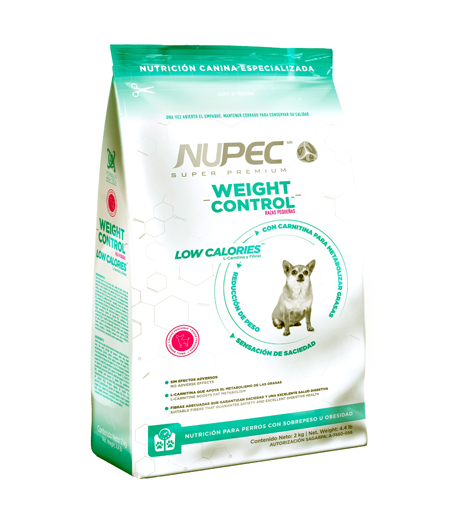 NUTRICIÓN CANINA ESPECIALIZADA
UNA VEZ ABIERTO EL EMPAQUE, MANTENER CERRADO PARA CONSERVAR SU CALIDAD
NUPEC
SUPER PREMIUM
WEIGHT
CONTROL
RAZAS PEQUEÑAS
LOW CALORIES
L-Carnitina y Fibras
CON CARNITINA PARA METABOLIZAR GRASAS
REDUCCIÓN DE PESO
SENSACIÓN DE SACIEDAD
SIN EFECTOS ADVERSOS
NO ADVERSE EFFECTS
L-CARNITINA QUE APOYA EL METABOLISMO DE LAS GRASAS
L-CARNITINE BOOSTS FAT METABOLISM
FIBRAS ADECUADAS QUE GARANTIZAN SACIEDAD Y UNA EXCELENTE SALUD DIGESTIVA
SUITABLE FIBERS THAT GUARANTEE SATIETY AND EXCELLENT DIGESTIVE HEALTH
NUTRICIÓN PARA PERROS CON SOBREPESO U OBESIDAD
Contenido Neto: 2 kg / Net. Weight: 4.4 lb
AUTORIZACIÓN SAGARPA:
WEIGHT
CONTROL
LOW CALORIES